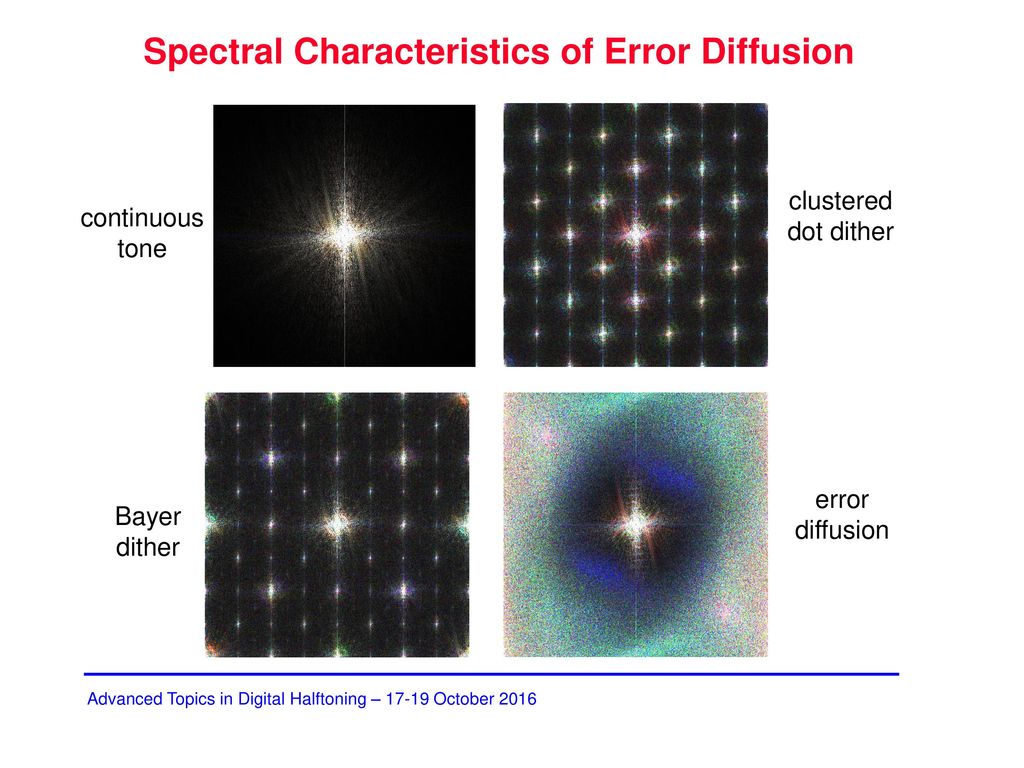 Spectral Characteristics of Error Diffusion
continuous
tone
clustered
dot dither
Bayer
dither
error
diffusion
Advanced Topics in Digital Halftoning – 17-19 October 2016